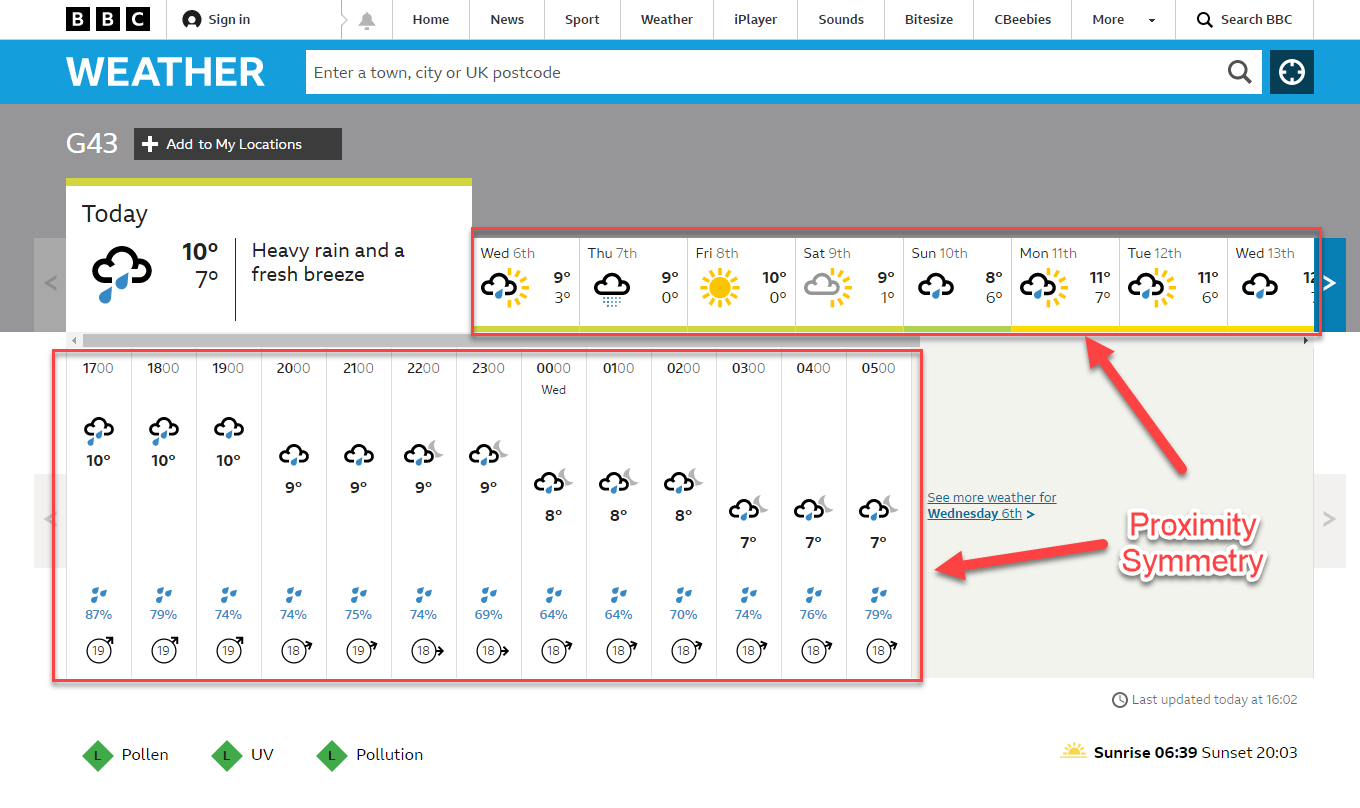 BBC Sign in Home News Sport Weather iPlayer Sounds Bitesize CBeebies More Search BBC
WEATHER Enter a town, city or UK postcode
G43 Add to My Locations
Today
10° 7° Heavy rain and a
fresh breeze
Wed 6th Thu 7th Fri 8th Sat 9th Sun 10th Mon 11th Tue 12th Wed 13th
9° 9° 10° 9° 8° 11° 11°
3° 0° 0° 1° 6° 7° 6°
1700 1800 1900 2000 2100 2200 2300 0000 0100 0200 0300 0400 0500
Wed
10° 10° 10° 9° 9° 9° 9° 8° 8° 8° 7° 7° 7°
See more weather for
Wednesday 6th >
Proximity
Symmetry
87% 79% 74% 74% 75% 74% 69% 64% 64% 70% 74% 76% 79%
19 19 19 18 19 18 18 18 18 18 18 18 18
Last updated today at 16:02
L Pollen L UV L Pollution
Sunrise 06:39 Sunset 20:03